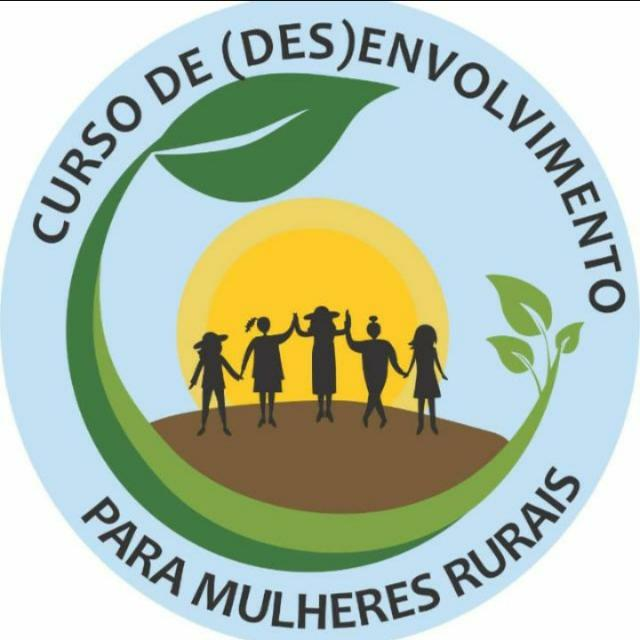 CURSO DE (DES)ENVOLVIMENTO
PARA MULHERES RURAIS